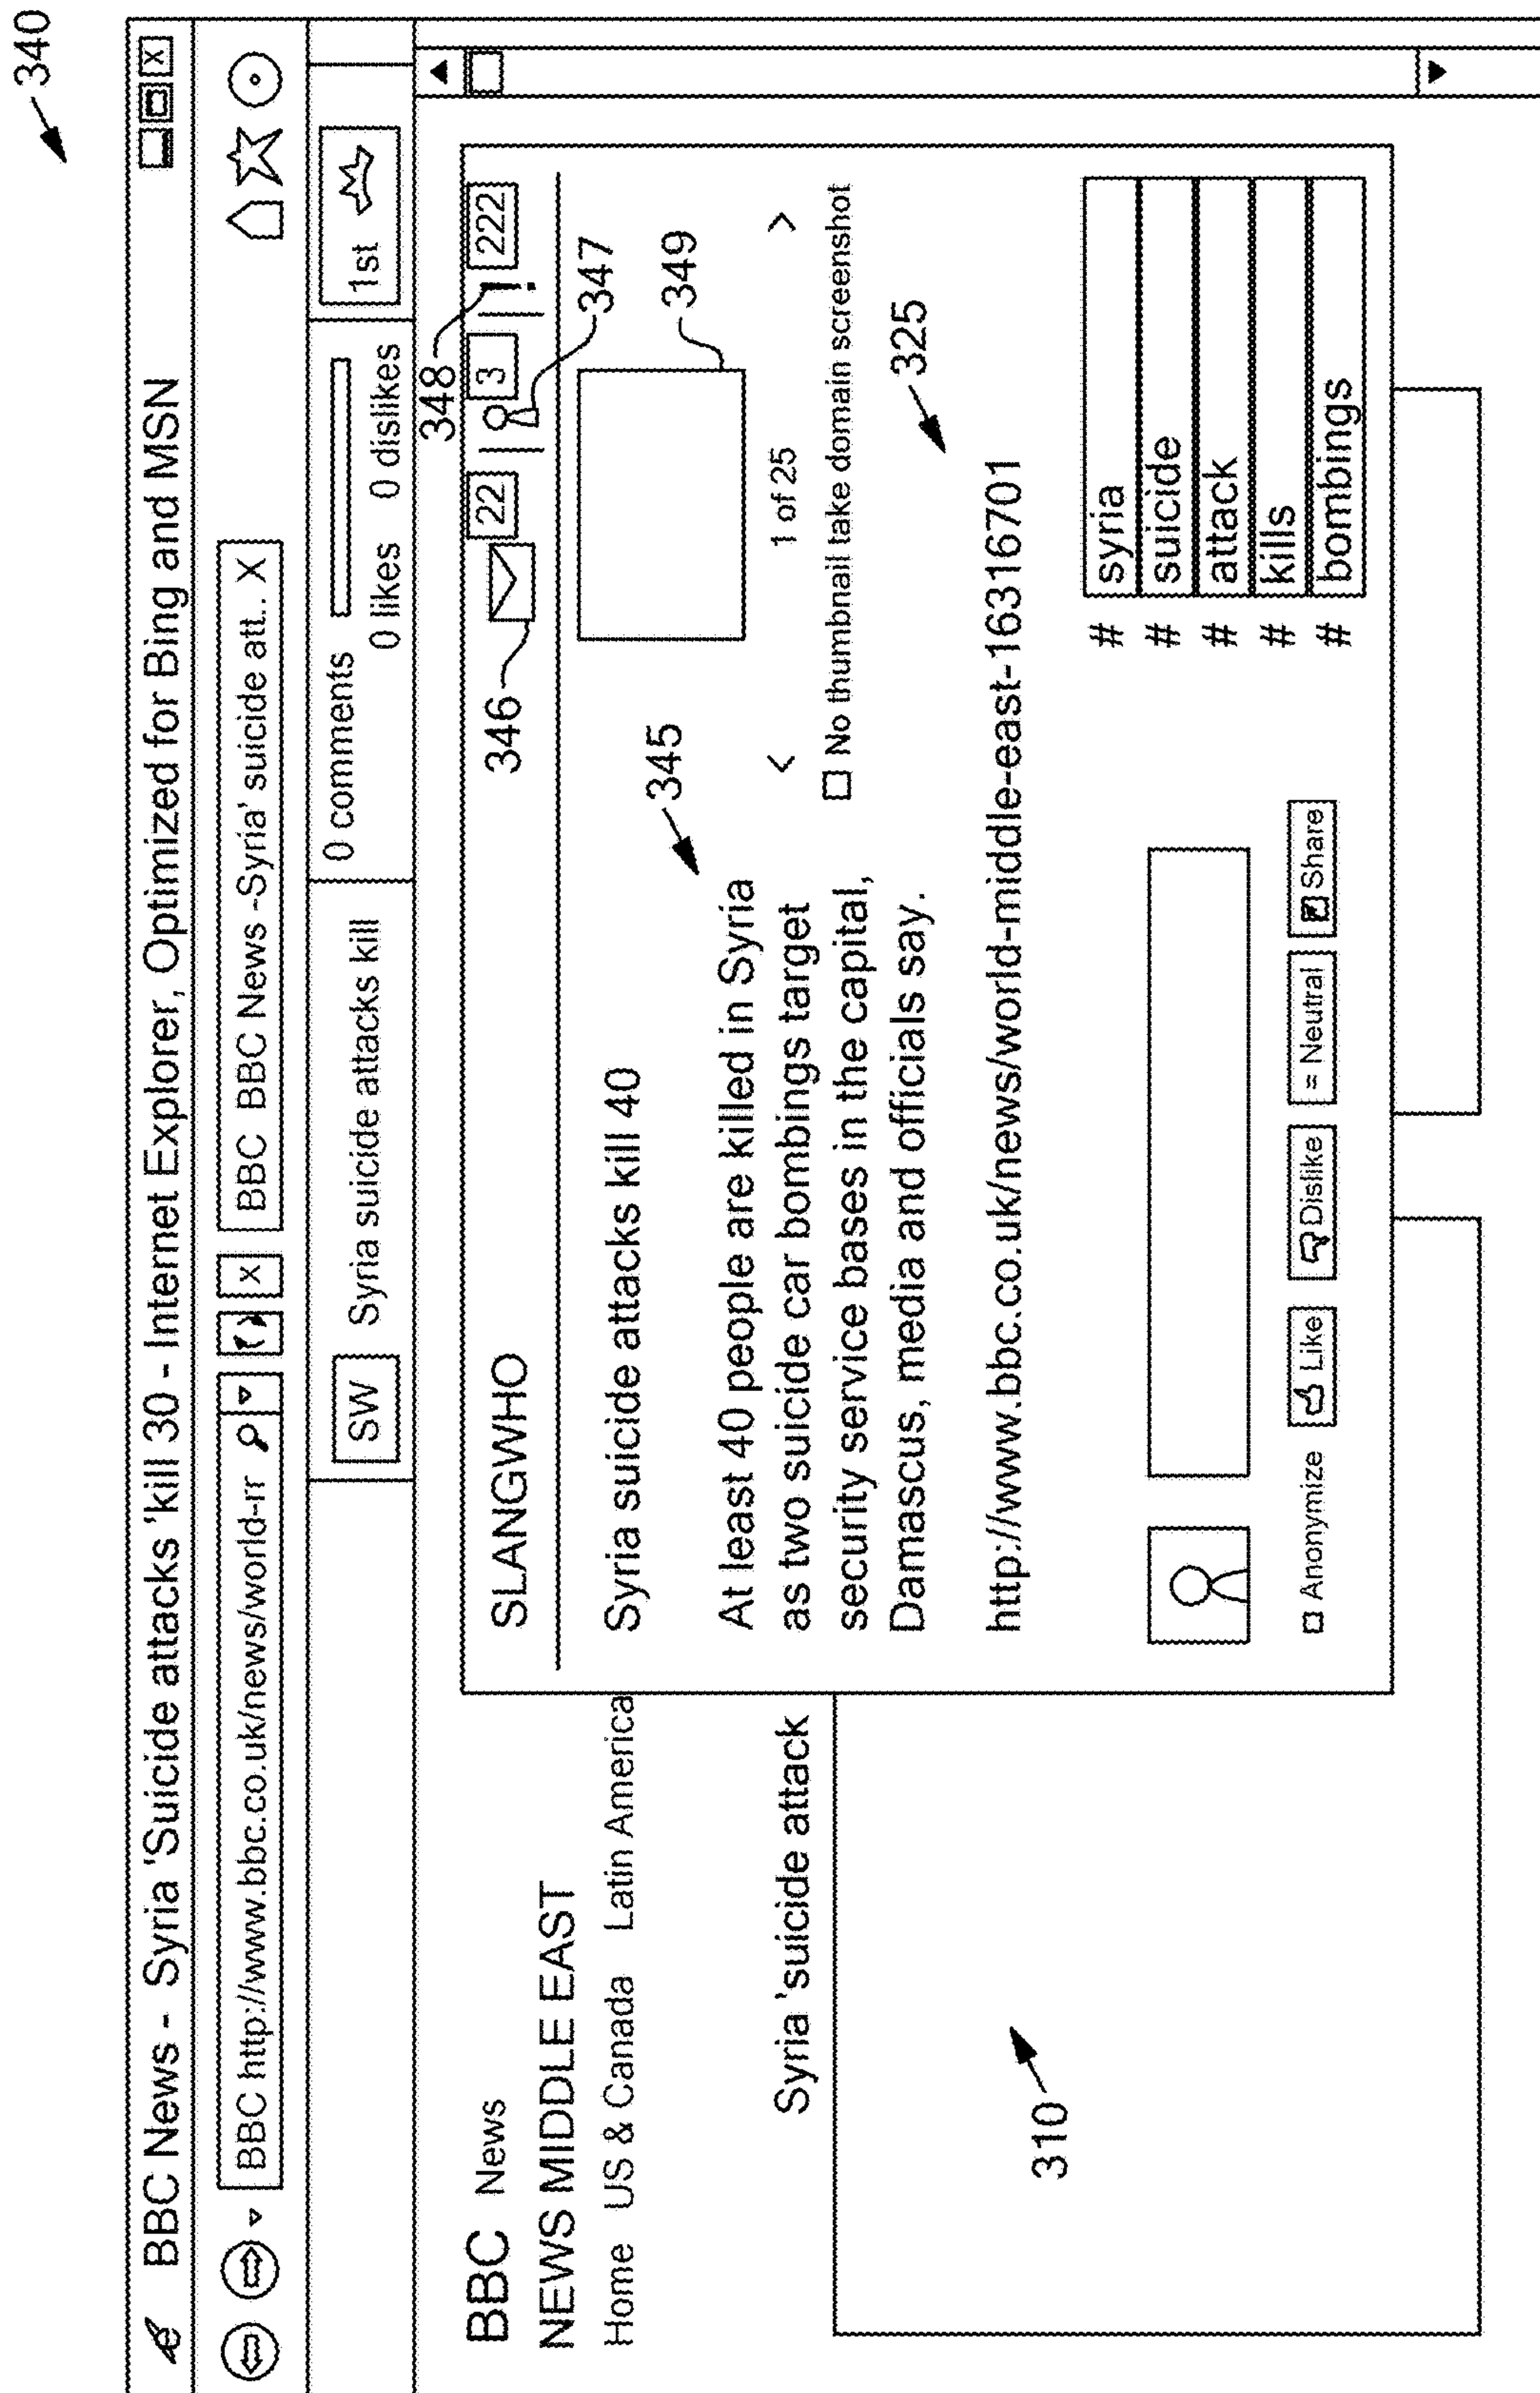 340
e BBC News - Syria 'Suicide attacks 'kill 30 - Internet Explorer, Optimized for Bing and MSN X
BBC http://www.bbc.co.uk/news/world-rr X BBC BBC News -Syria' suicide att.. X
SW Syria suicide attacks kill
0 comments
0 likes 0 dislikes
1st
BBC News
NEWS MIDDLE EAST
Home US & Canada Latin America
Syria 'suicide attack
310
SLANGWHO
346
22
3
348
! 222
347
Syria suicide attacks kill 40
345
349
At least 40 people are killed in Syria
as two suicide car bombings target
security service bases in the capital,
Damascus, media and officials say.
< 1 of 25 >
No thumbnail take domain screenshot
325
http://www.bbc.co.uk/news/world-middle-east-16316701
# syria
# suicide
# attack
# kills
# bombings
Anonymize Like Dislike = Neutral Share